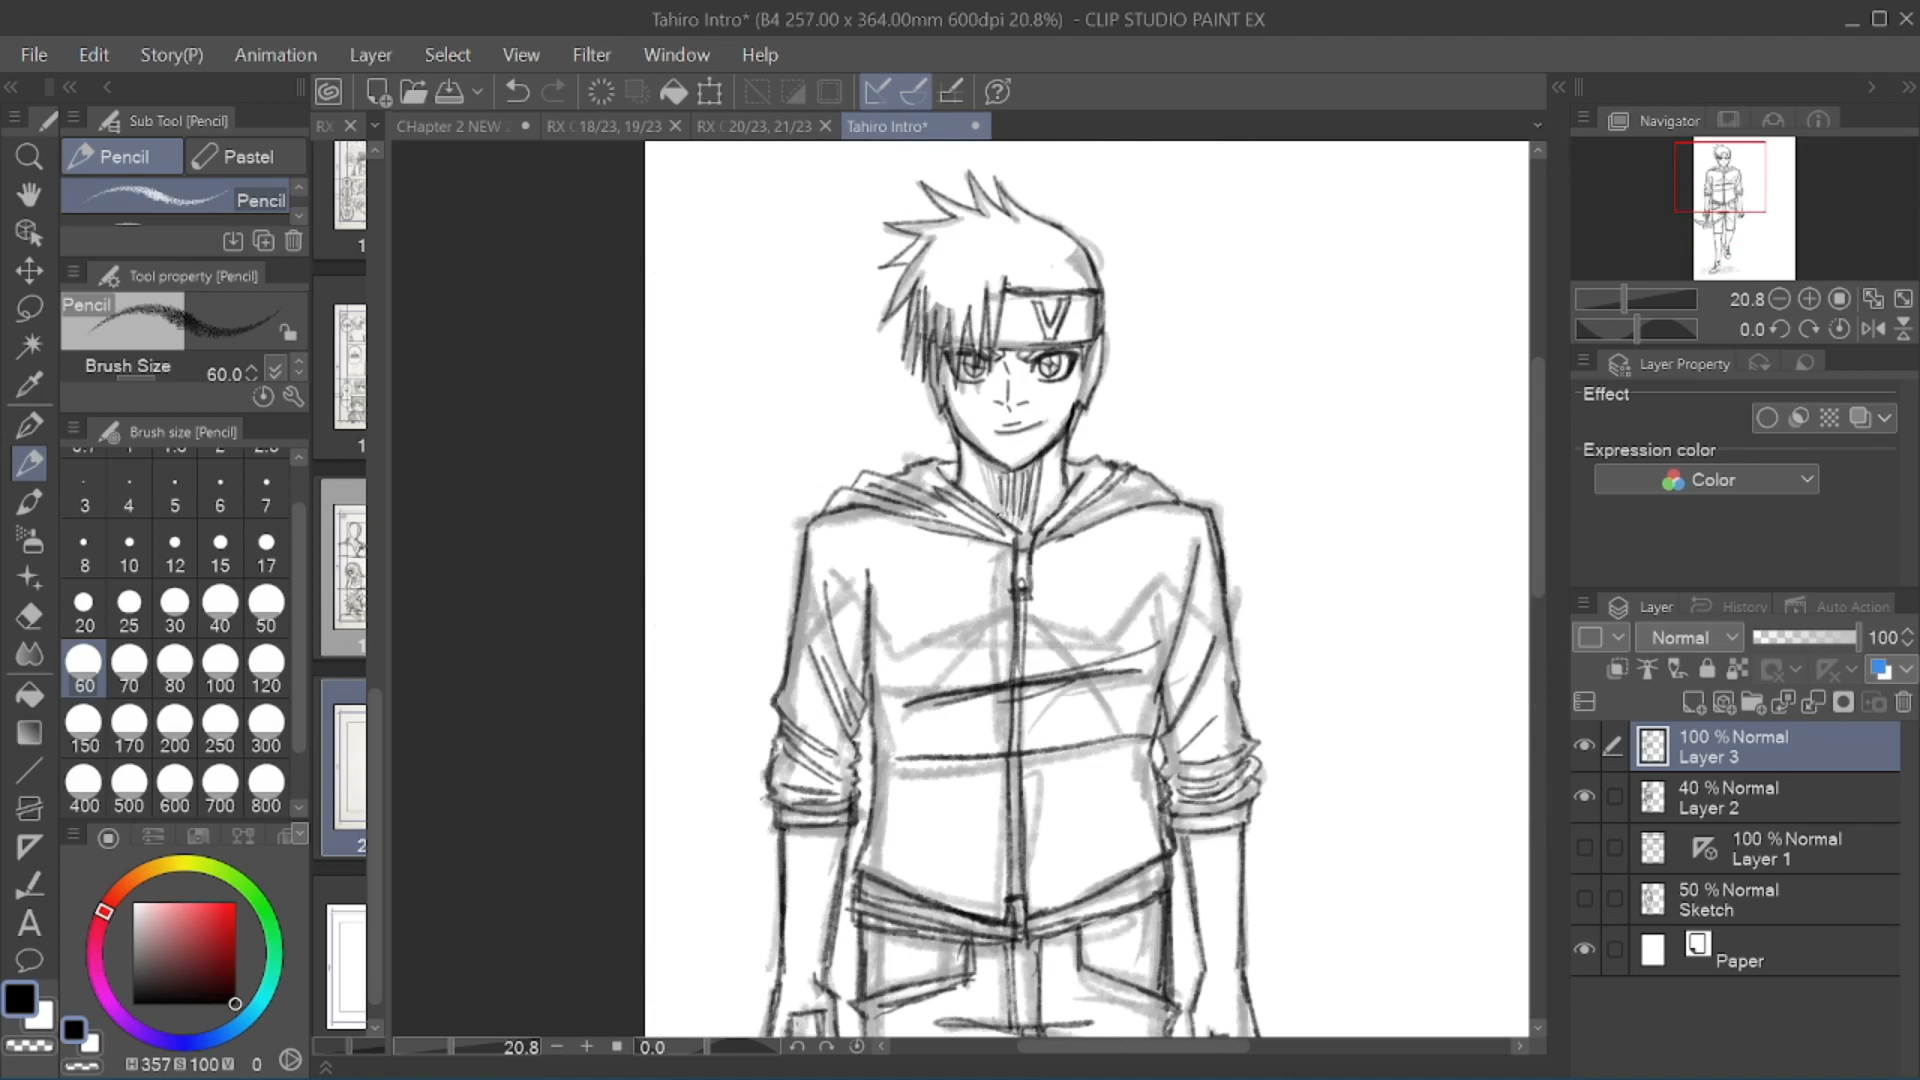 Tahiro Intro* (B4 257.00 x 364.00mm 600dpi 20.8%) - CLIP STUDIO PAINT EX
File Edit Story(P) Animation Layer Select View Filter Window Help
Sub Tool [Pencil]
RX CHapter 2 NEW RX 18/23, 19/23 RX 20/23, 21/23 Tahiro Intro*
Navigator
Pencil Pastel
Pencil
1
Tool property [Pencil]
20.8
Pencil
0.0
V
Layer Property
Brush Size 60.0
Effect
Brush size [Pencil]
1
Expression color
Color
3 4 5 6 7
8 10 12 15 17
Layer History Auto Action
20 25 30 40 50
Normal 100
1
60 70 80 100 120
150 170 200 250 300
100 % Normal
Layer 3
400 500 600 700 800
40 % Normal
Layer 2
2
100 % Normal
Layer 1
50 % Normal
Sketch
Paper
20.8 0.0
H 357 S 100 V 0